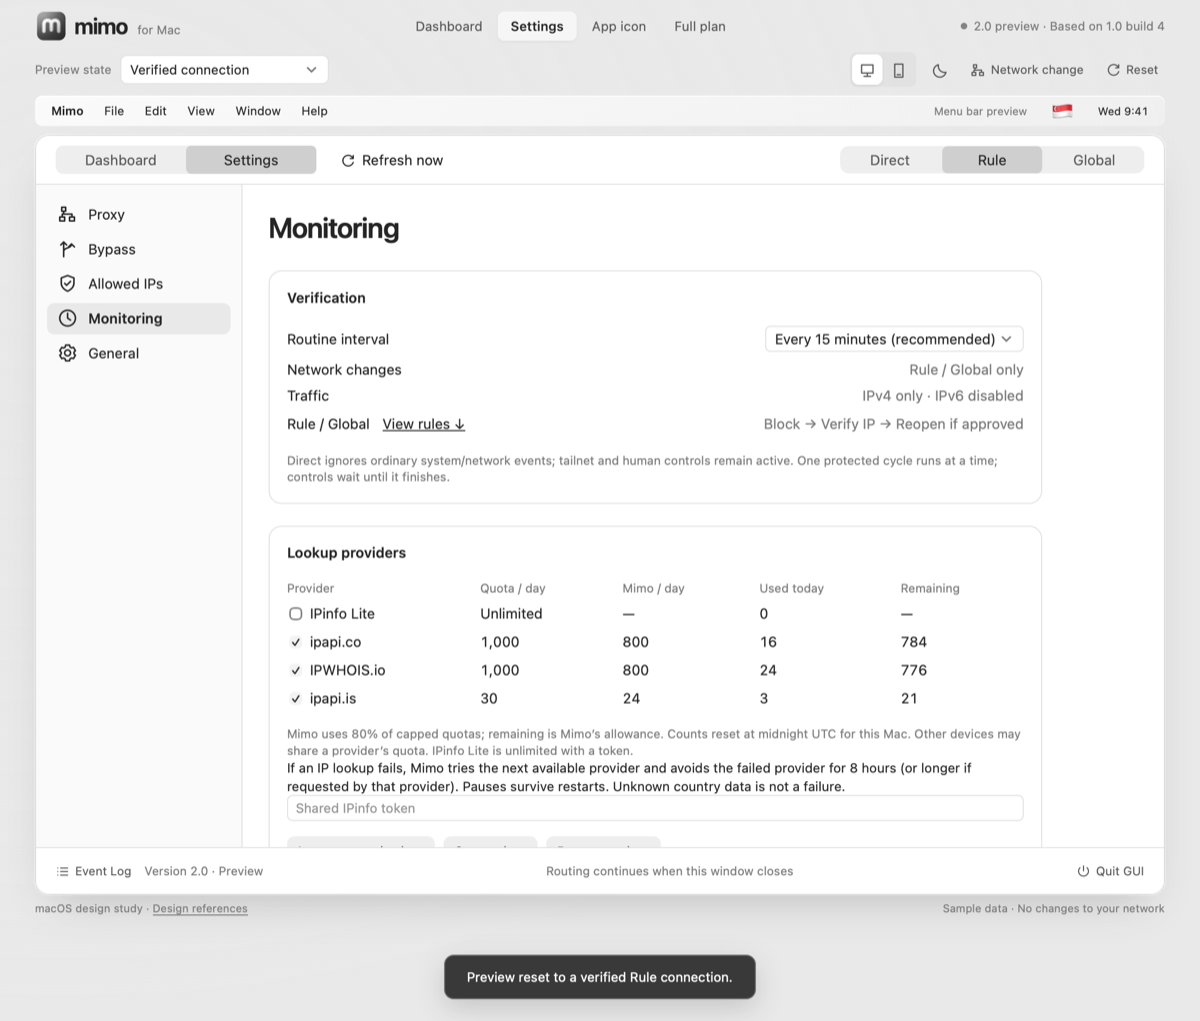 m mimo for Mac
Dashboard Settings App icon Full plan
2.0 preview · Based on 1.0 build 4
Preview state Verified connection
Network change Reset
Mimo File Edit View Window Help
Menu bar preview Wed 9:41
Dashboard Settings Refresh now
Direct Rule Global
Proxy
Bypass
Allowed IPs
Monitoring
General
Monitoring
Verification
Routine interval Every 15 minutes (recommended)
Network changes Rule / Global only
Traffic IPv4 only · IPv6 disabled
Rule / Global View rules ↓ Block → Verify IP → Reopen if approved
Direct ignores ordinary system/network events; tailnet and human controls remain active. One protected cycle runs at a time;
controls wait until it finishes.
Lookup providers
Provider Quota / day Mimo / day Used today Remaining
IPinfo Lite Unlimited — 0 —
ipapi.co 1,000 800 16 784
IPWHOIS.io 1,000 800 24 776
ipapi.is 30 24 3 21
Mimo uses 80% of capped quotas; remaining is Mimo's allowance. Counts reset at midnight UTC for this Mac. Other devices may
share a provider's quota. IPinfo Lite is unlimited with a token.
If an IP lookup fails, Mimo tries the next available provider and avoids the failed provider for 8 hours (or longer if
requested by that provider). Pauses survive restarts. Unknown country data is not a failure.
Shared IPinfo token
Event Log Version 2.0 · Preview
Routing continues when this window closes
Quit GUI
macOS design study · Design references
Sample data · No changes to your network
Preview reset to a verified Rule connection.